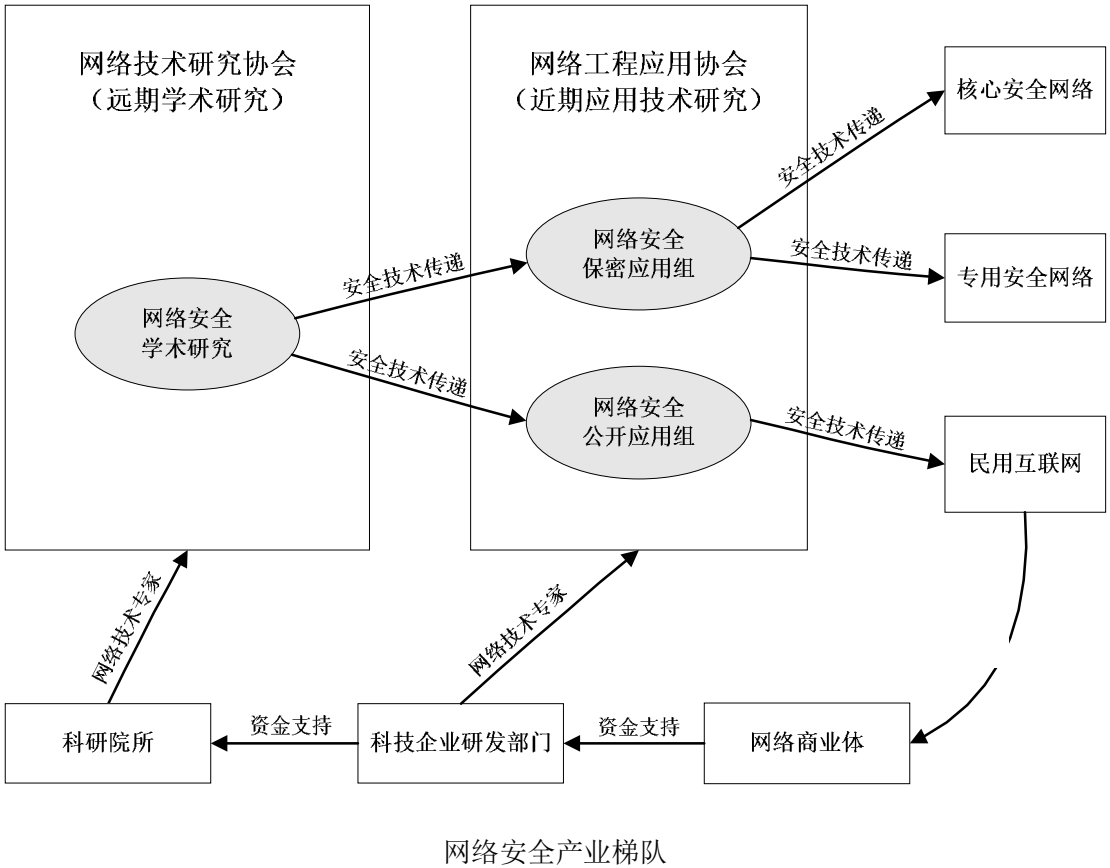 网络技术研究协会
（远期学术研究）
网络工程应用协会
（近期应用技术研究）
核心安全网络
安全技术传递
网络安全
保密应用组
安全技术传递
专用安全网络
安全技术传递
网络安全
学术研究
安全技术传递
网络安全
公开应用组
安全技术传递
民用互联网
网络技术专家
网络技术专家
科研院所
资金支持
科技企业研发部门
资金支持
网络商业体
网络安全产业梯队